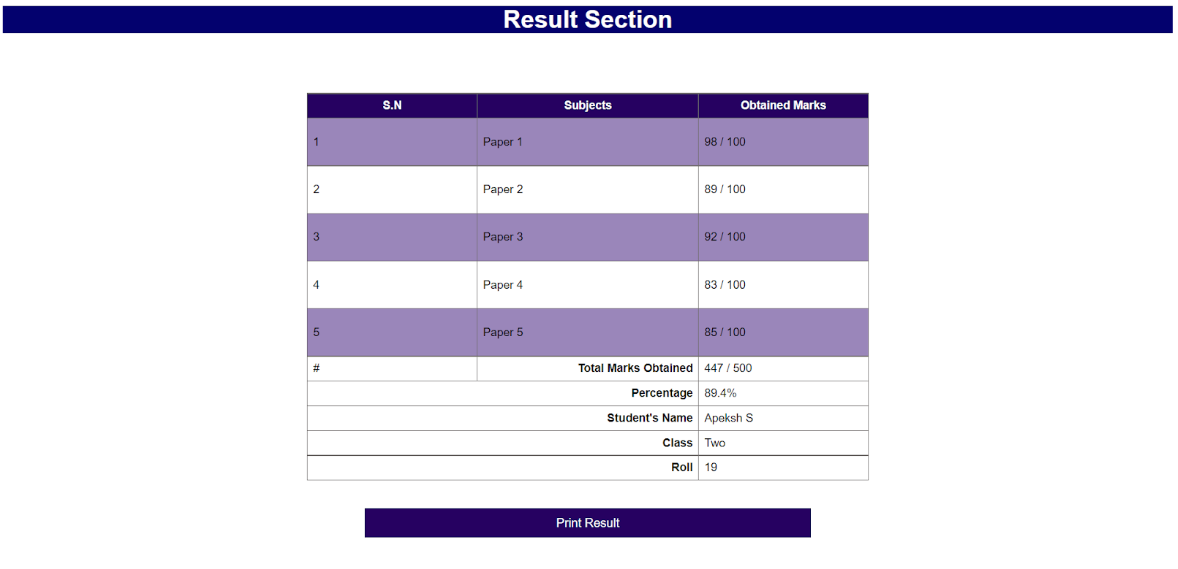 Result Section
S.N Subjects Obtained Marks
1 Paper 1 98 / 100
2 Paper 2 89 / 100
3 Paper 3 92 / 100
4 Paper 4 83 / 100
5 Paper 5 85 / 100
# Total Marks Obtained 447 / 500
Percentage 89.4%
Student's Name Apeksh S
Class Two
Roll 19
Print Result